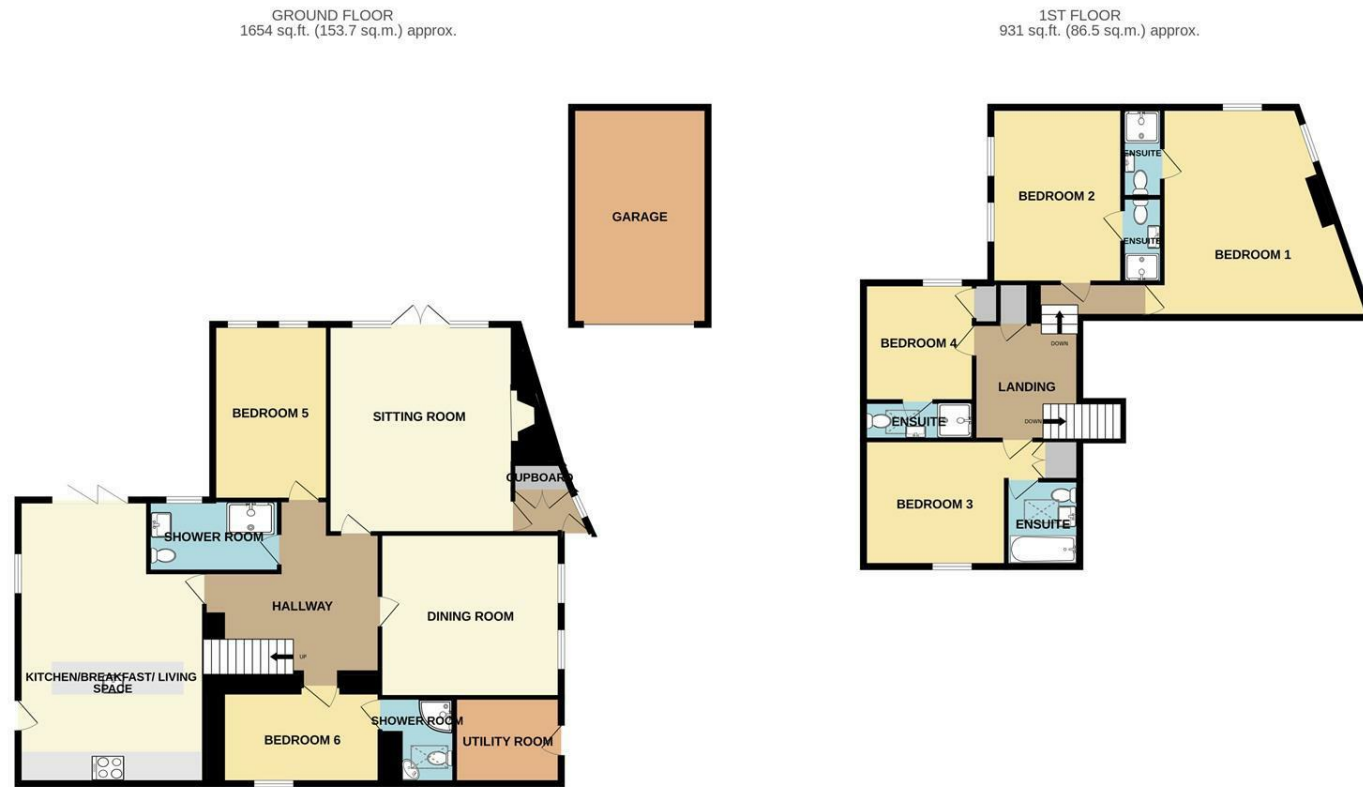 GROUND FLOOR
1654 sq.ft. (153.7 sq.m.) approx.
GARAGE
BEDROOM 5
SITTING ROOM
CUPBOARD
SHOWER ROOM
HALLWAY
DINING ROOM
UP
KITCHEN/BREAKFAST/ LIVING
SPACE
BEDROOM 6
SHOWER ROOM
UTILITY ROOM
1ST FLOOR
931 sq.ft. (86.5 sq.m.) approx.
ENSUITE
BEDROOM 2
ENSUITE
BEDROOM 1
BEDROOM 4
DOWN
LANDING
ENSUITE
DOWN
BEDROOM 3
ENSUITE